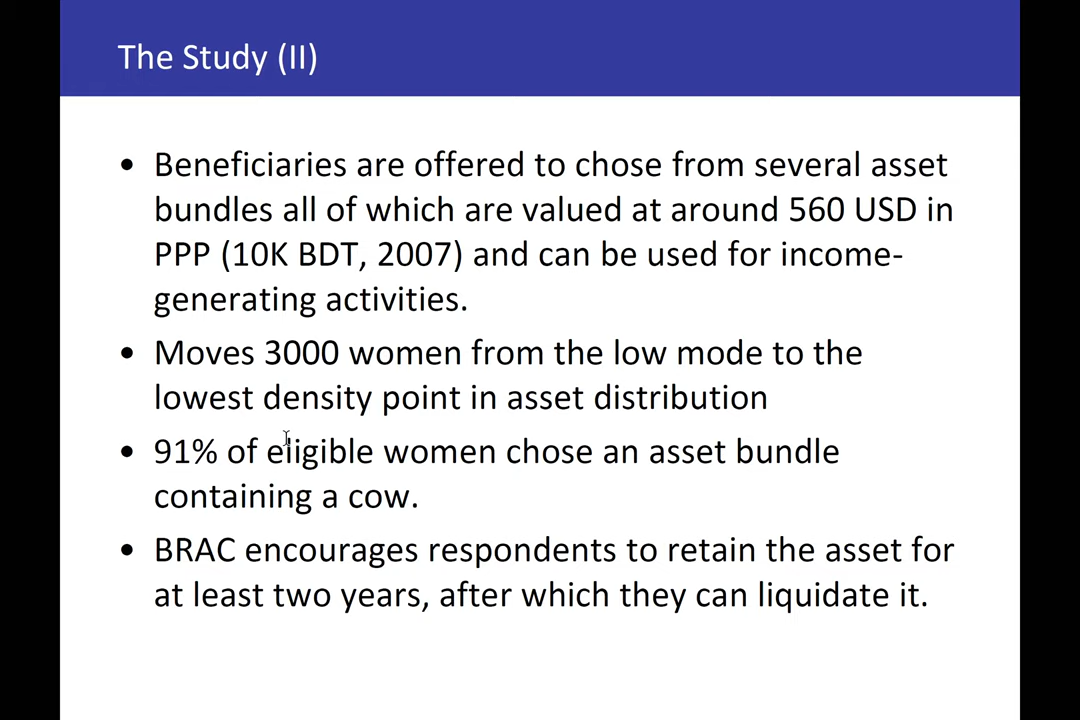 The Study (II)
• Beneficiaries are offered to chose from several asset
bundles all of which are valued at around 560 USD in
PPP (10K BDT, 2007) and can be used for income-
generating activities.
• Moves 3000 women from the low mode to the
lowest density point in asset distribution
• 91% of eligible women chose an asset bundle
containing a cow.
• BRAC encourages respondents to retain the asset for
at least two years, after which they can liquidate it.